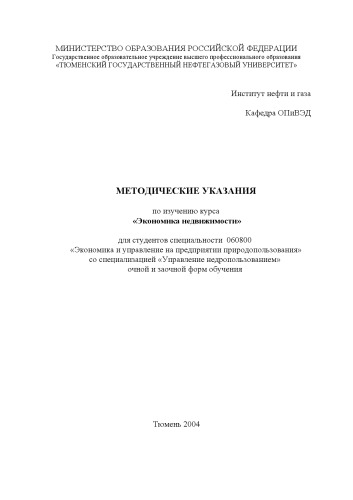 МИНИСТЕРСТВО ОБРАЗОВАНИЯ РОССИЙСКОЙ ФЕДЕРАЦИИ
Государственное образовательное учреждение высшего профессионального образования
«ТЮМЕНСКИЙ ГОСУДАРСТВЕННЫЙ НЕФТЕГАЗОВЫЙ УНИВЕРСИТЕТ»
Институт нефти и газа
Кафедра ОПиВЭД
МЕТОДИЧЕСКИЕ УКАЗАНИЯ
по изучению курса
«Экономика недвижимости»
для студентов специальности 060800
«Экономика и управление на предприятии природопользования»
со специализацией «Управление недропользованием»
очной и заочной форм обучения
Тюмень 2004